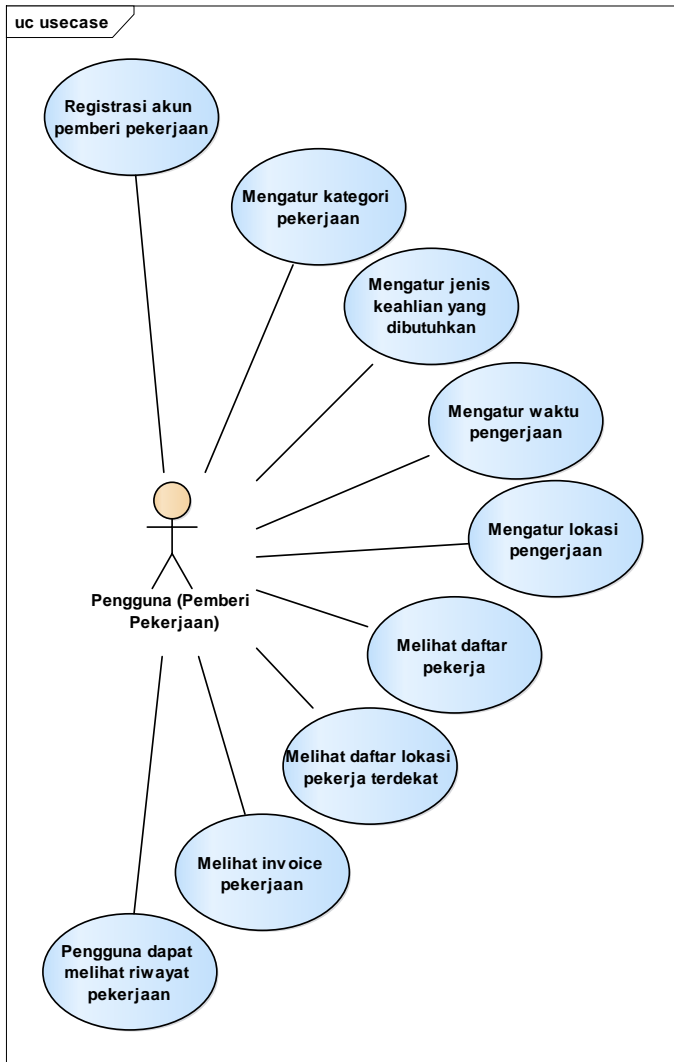 uc usecase
Registrasi akun
pemberi pekerjaan
Mengatur kategori
pekerjaan
Mengatur jenis
keahlian yang
dibutuhkan
Mengatur waktu
pengerjaan
Mengatur lokasi
pengerjaan
Pengguna (Pemberi
Pekerjaan)
Melihat daftar
pekerja
Melihat daftar lokasi
pekerja terdekat
Melihat invoice
pekerjaan
Pengguna dapat
melihat riwayat
pekerjaan